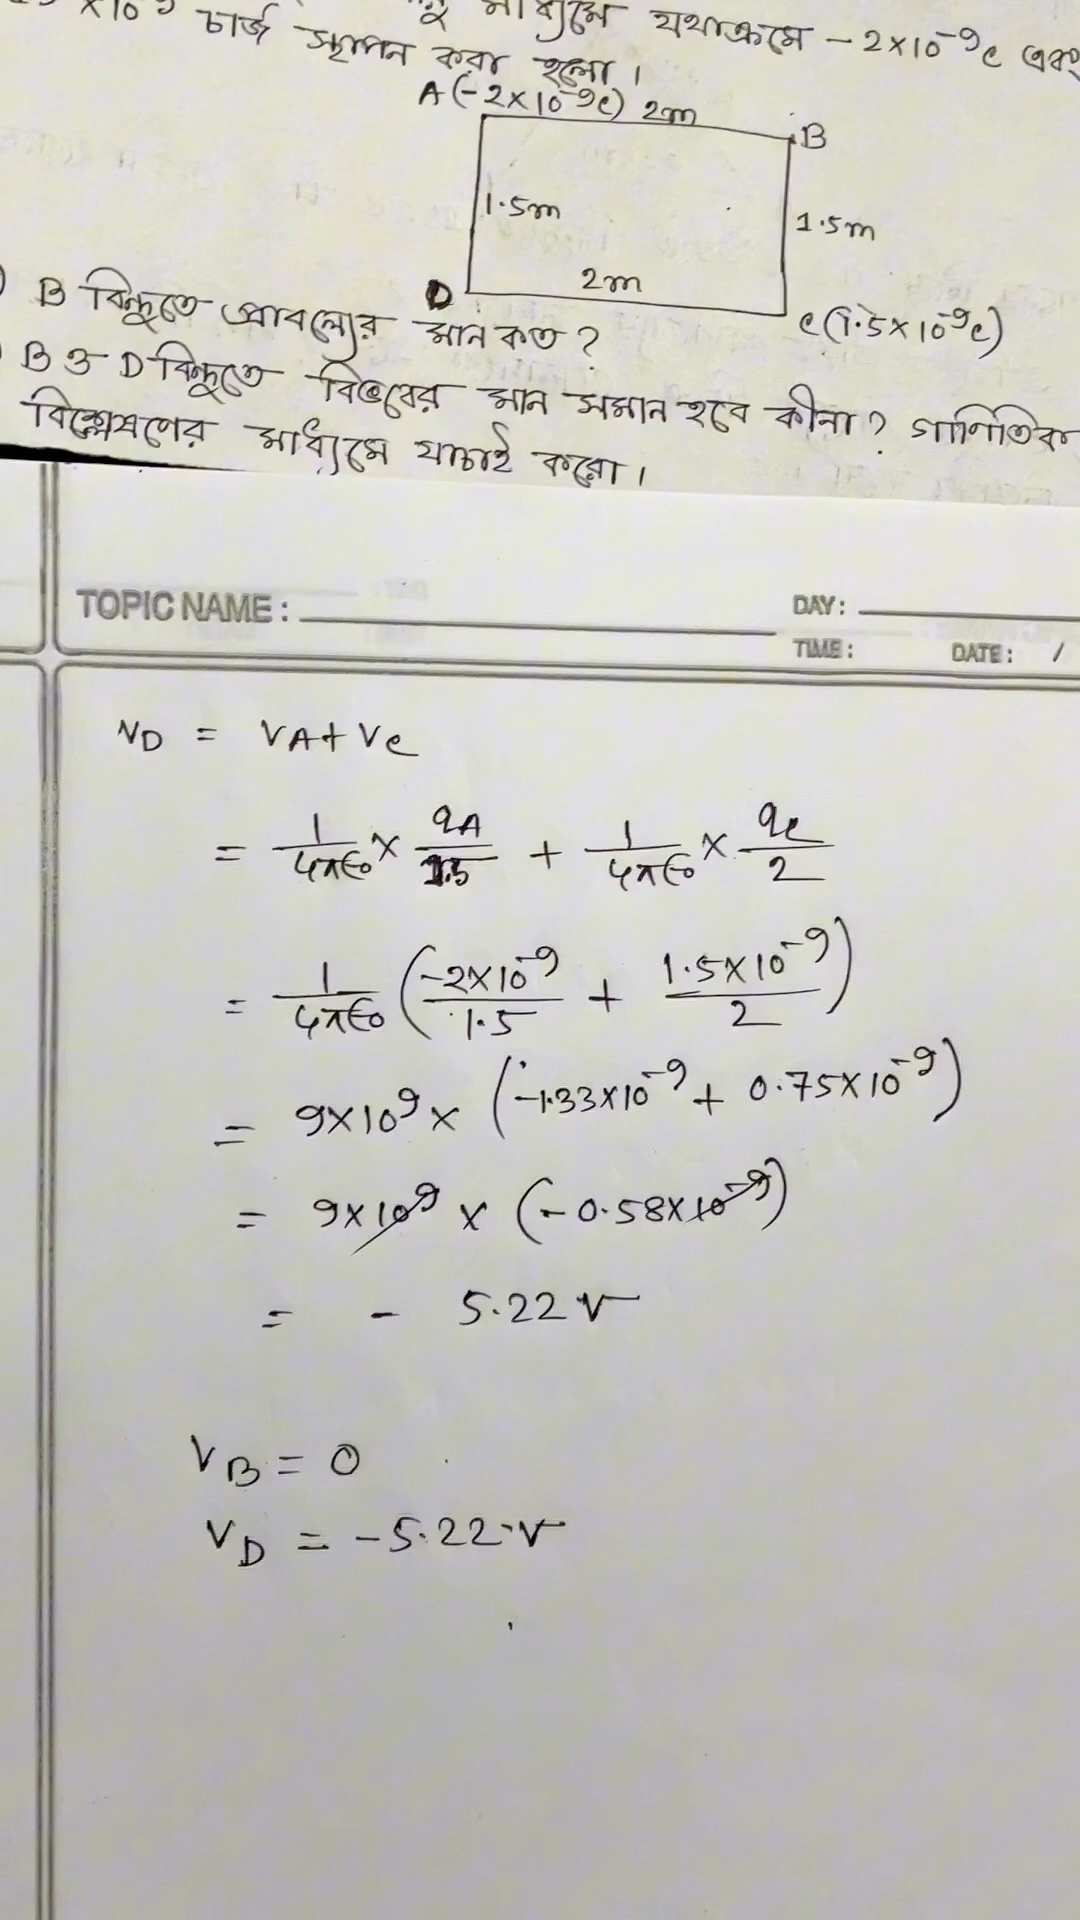 ×10⁻⁹ চার্জ স্থাপন করা হলো।
মাধ্যমে যথাক্রমে -2×10⁻⁹c এবং
A(-2×10⁻⁹c) 2m
B
1.5m
1.5m
2m
D
c(1.5×10⁻⁹c)
B বিন্দুতে প্রাবল্যের মান কত?
B ও D বিন্দুতে বিভবের মান সমান হবে কীনা? গাণিতিক
বিশ্লেষণের মাধ্যমে যাচাই করো।
TOPIC NAME :
DAY :
TIME :
DATE : /
VD = VA + Vc
= 1/4πϵ₀ × qA/1.5 + 1/4πϵ₀ × qc/2
= 1/4πϵ₀ (-2×10⁻⁹/1.5 + 1.5×10⁻⁹/2)
= 9×10⁹ × (-1.33×10⁻⁹ + 0.75×10⁻⁹)
= 9×10⁹ × (-0.58×10⁻⁹)
= - 5.22 V
VB = 0
VD = -5.22 V